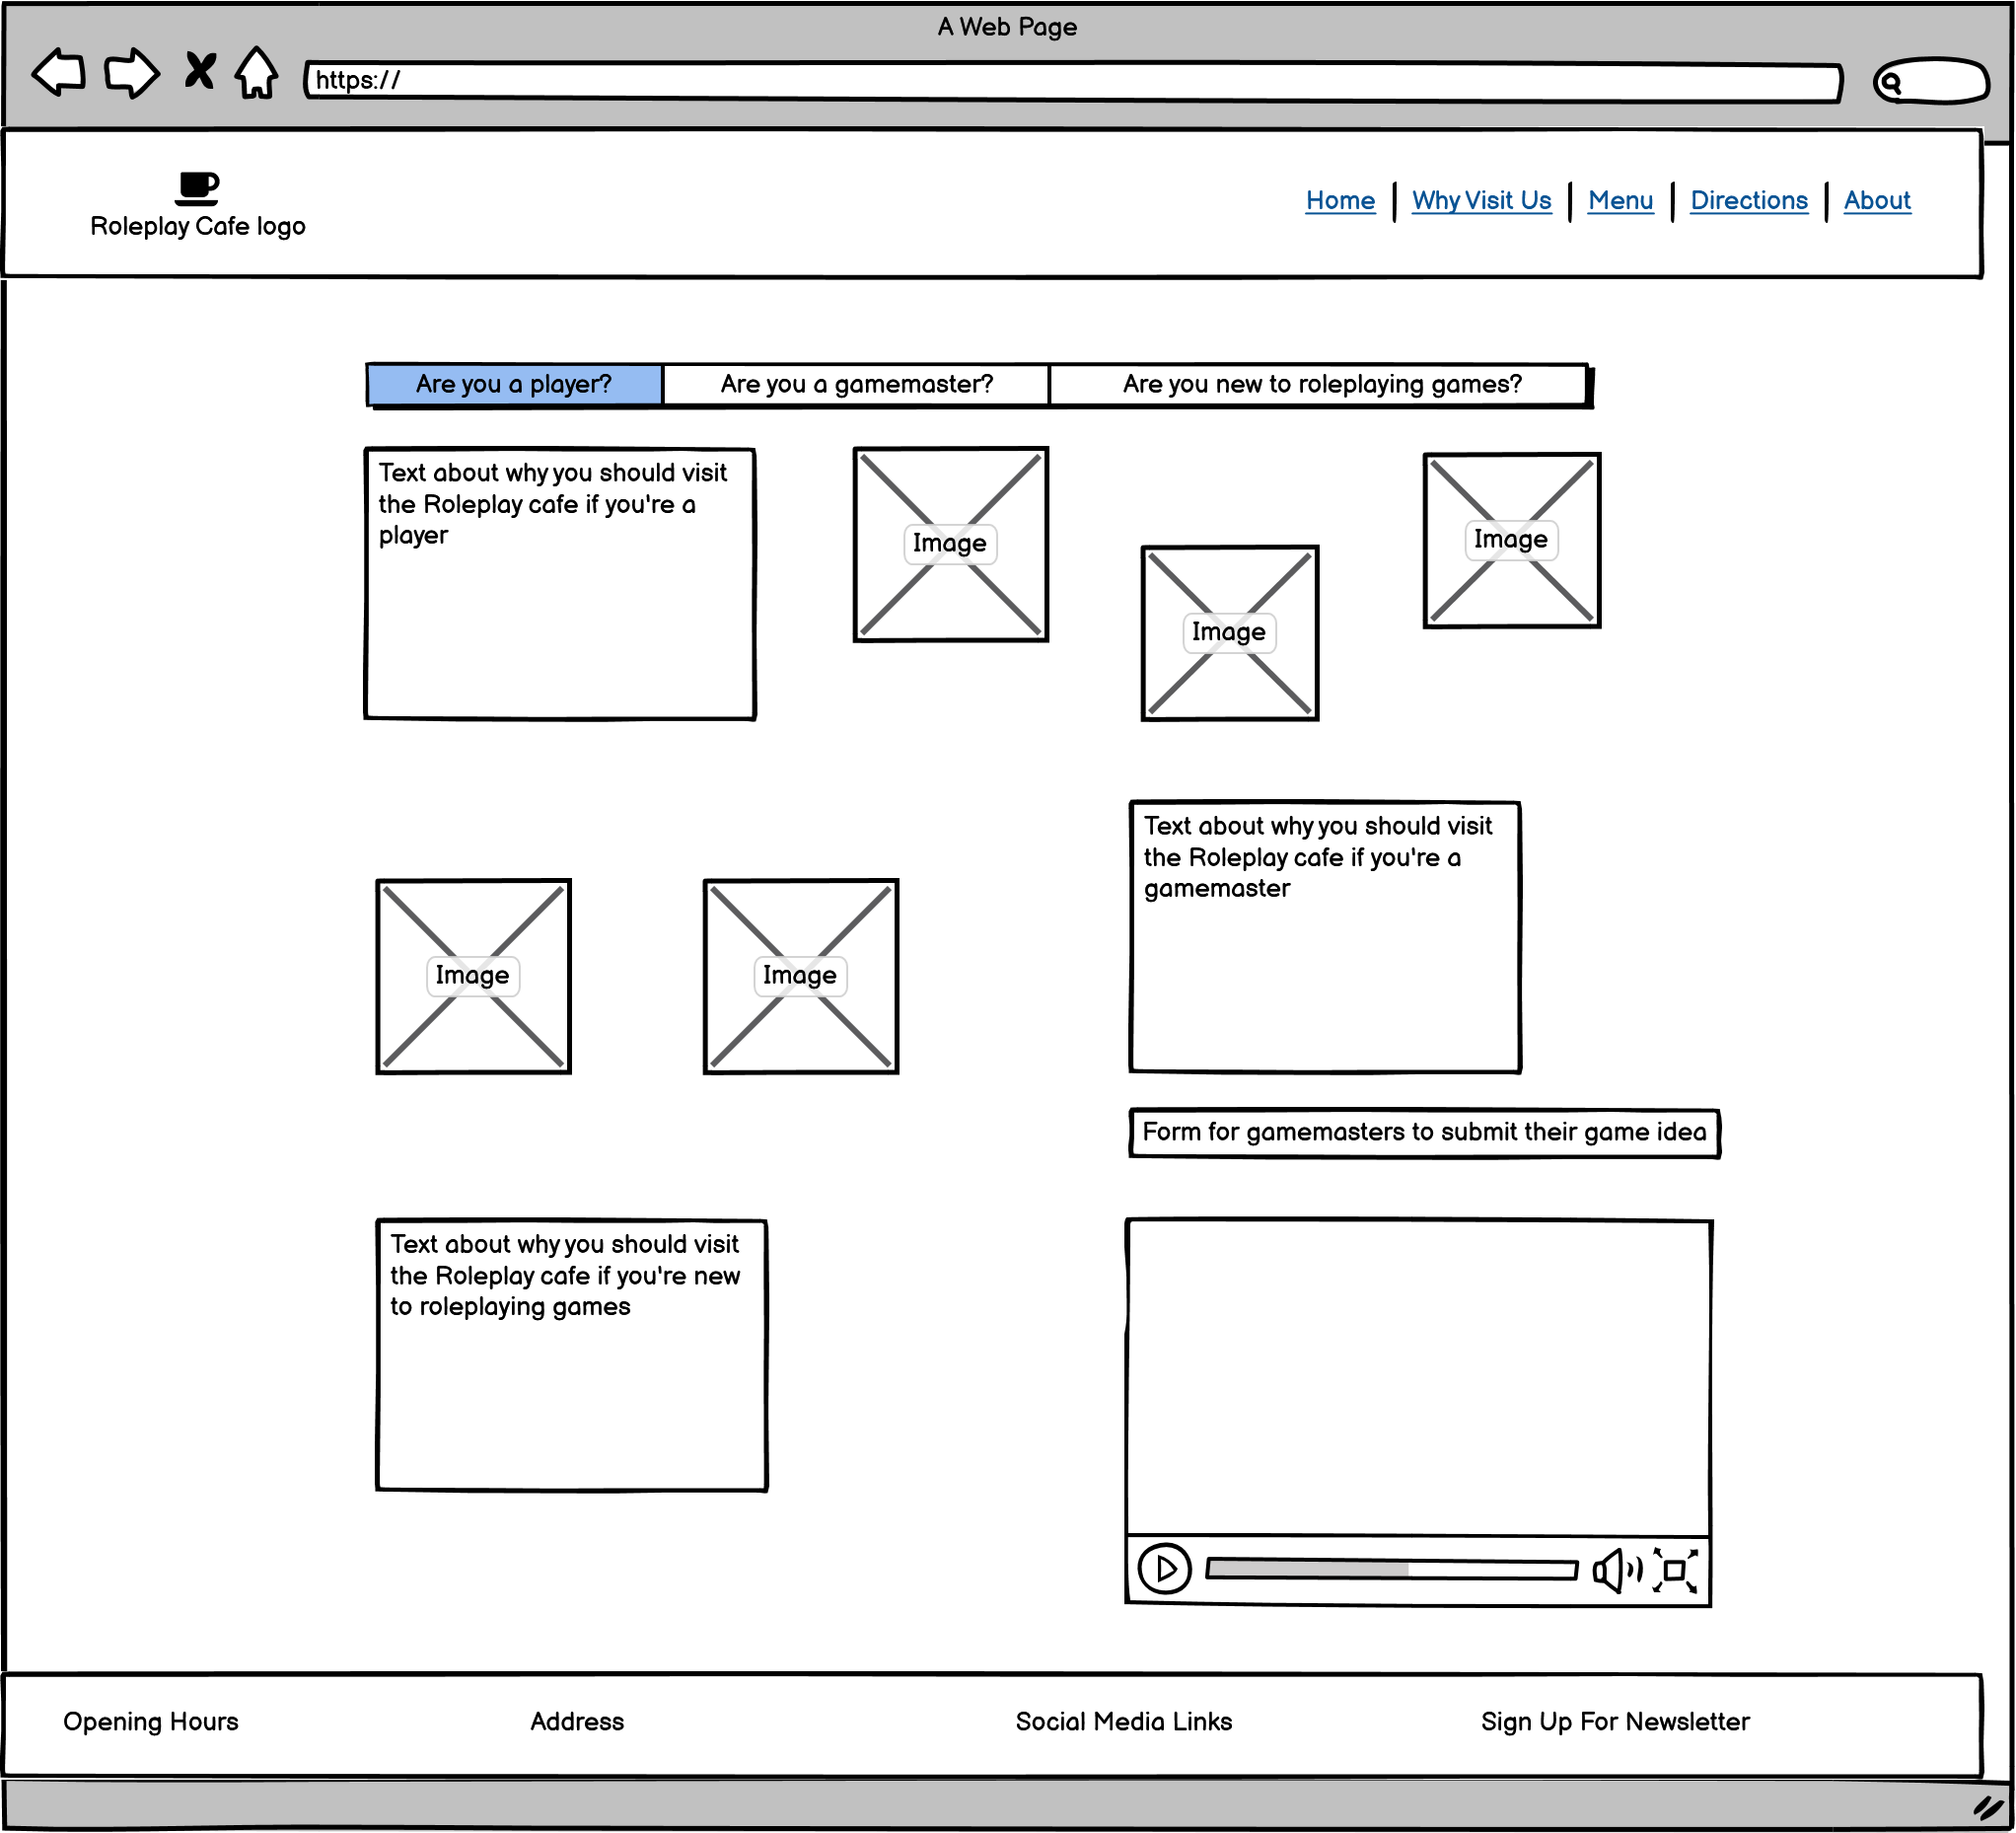 A Web Page
https://
Roleplay Cafe logo
Home
Why Visit Us
Menu
Directions
About
Are you a player?
Are you a gamemaster?
Are you new to roleplaying games?
Text about why you should visit
the Roleplay cafe if you're a
player
Image
Image
Image
Image
Image
Text about why you should visit
the Roleplay cafe if you're a
gamemaster
Form for gamemasters to submit their game idea
Text about why you should visit
the Roleplay cafe if you're new
to roleplaying games
Opening Hours
Address
Social Media Links
Sign Up For Newsletter